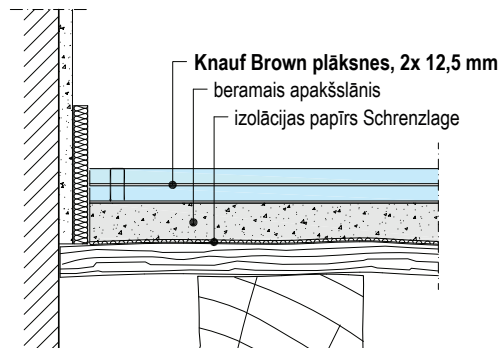 Knauf Brown plāksnes, 2x 12,5 mm
beramais apakšslānis
izolācijas papīrs Schrenzlage